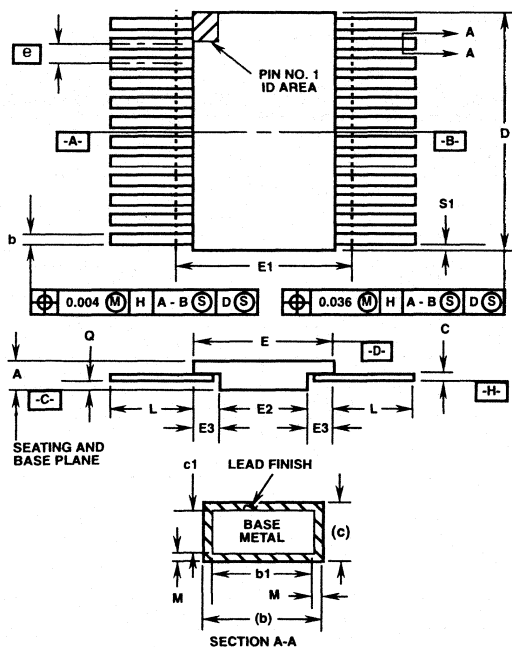 e
A
A
PIN NO. 1
ID AREA
-A-
-B-
D
b
S1
E1
0.004 M H A - B S D S
0.036 M H A - B S D S
Q
E
C
-D-
A
-C-
-H-
L
E2
L
E3
E3
SEATING AND
BASE PLANE
c1
LEAD FINISH
BASE
METAL
(c)
b1
M
M
(b)
SECTION A-A